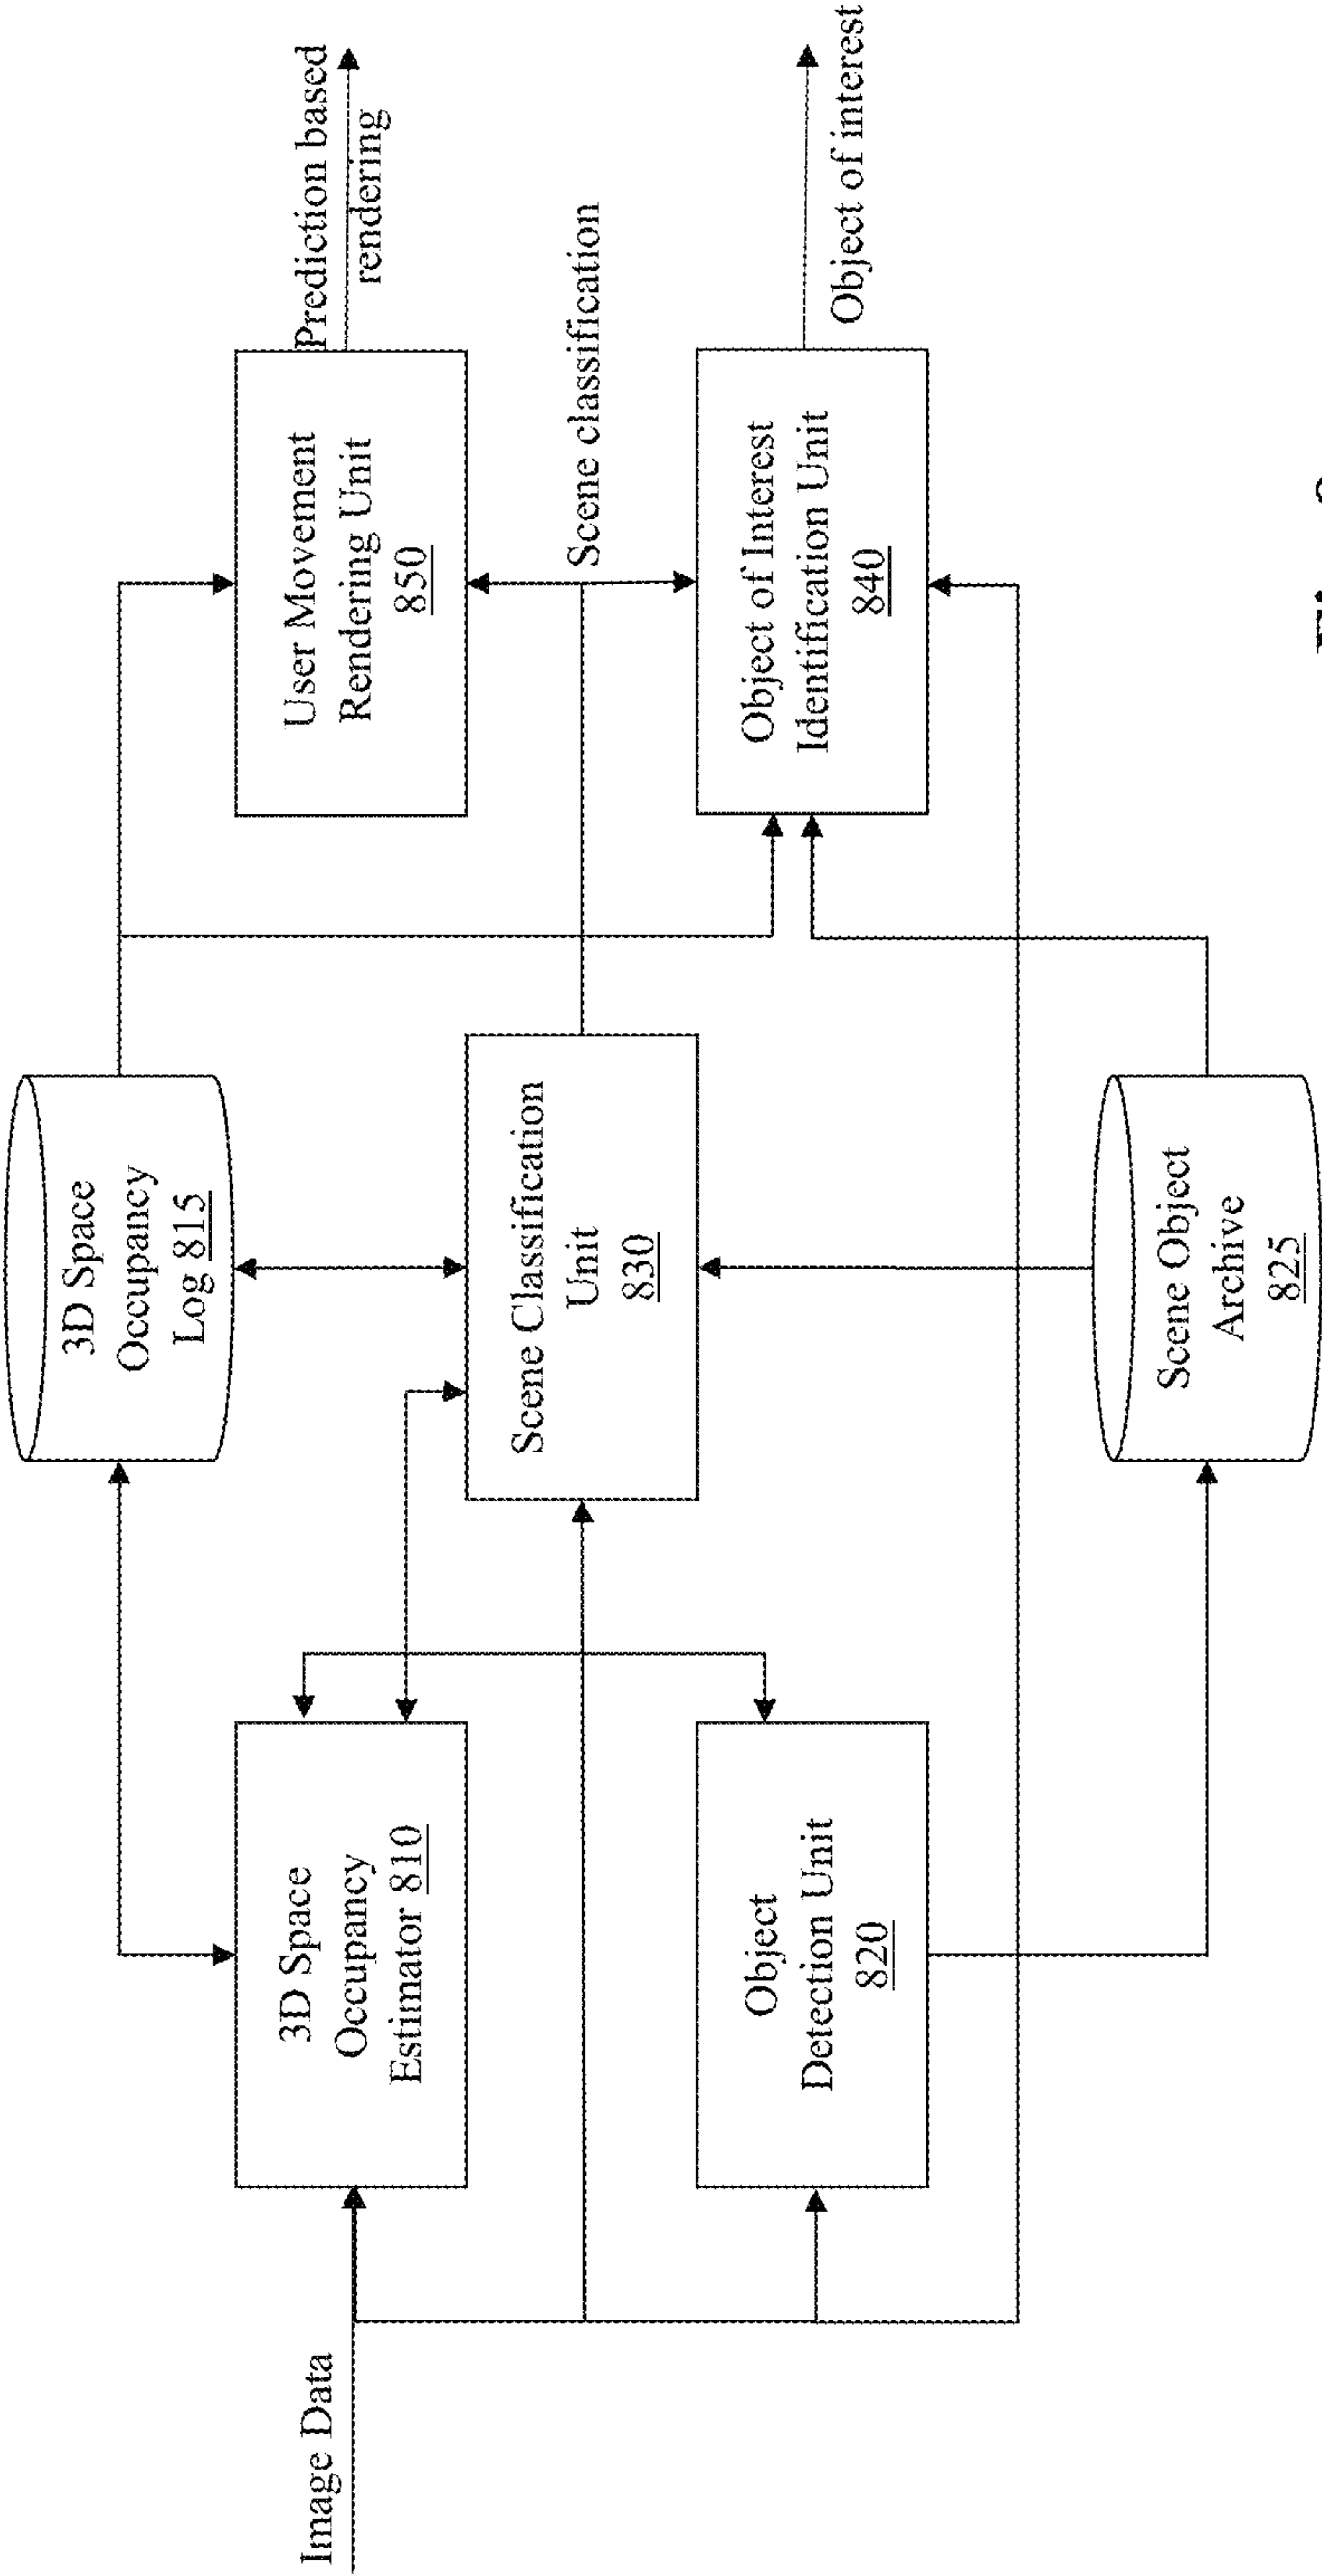 Image Data
3D Space
Occupancy
Estimator 810
Object
Detection Unit
820
3D Space
Occupancy
Log 815
Scene Classification
Unit
830
Scene Object
Archive
825
User Movement
Rendering Unit
850
Prediction based
rendering
Scene classification
Object of Interest
Identification Unit
840
Object of interest